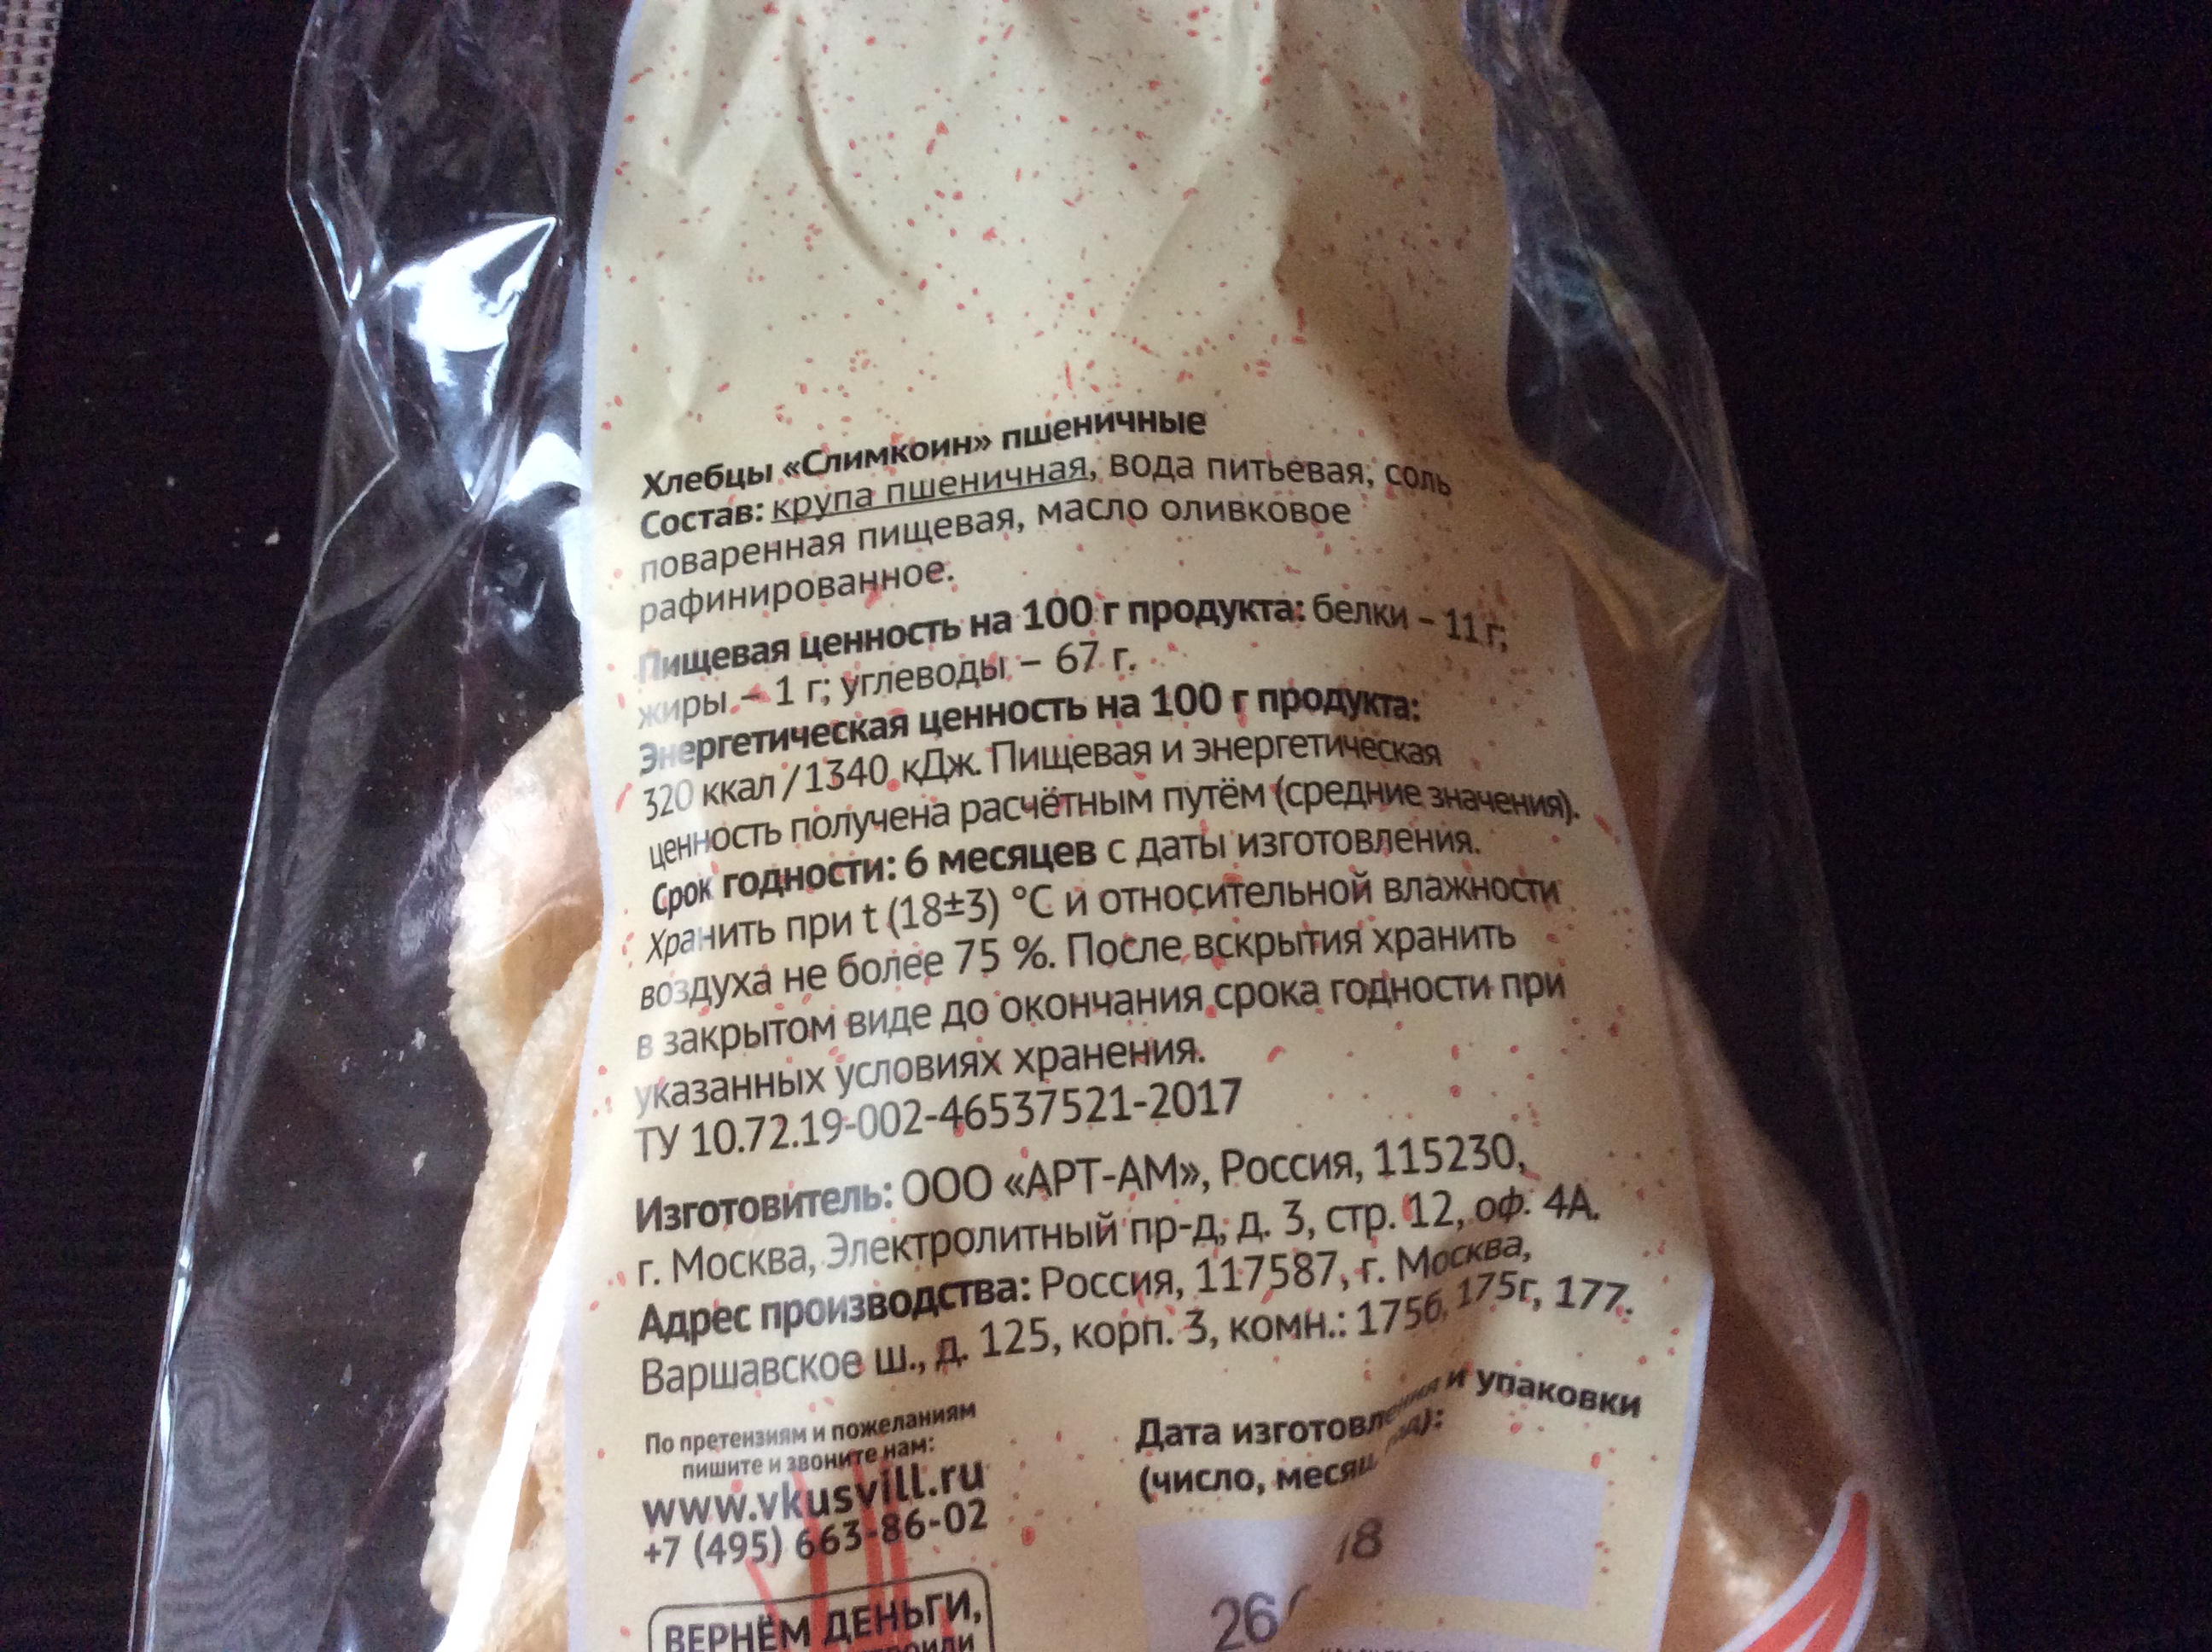 Хлебцы «Слимкоин» пшеничные
Состав: крупа пшеничная, вода питьевая, соль
поваренная пищевая, масло оливковое
рафинированное.
Пищевая ценность на 100 г продукта: белки – 11 г;
жиры – 1 г; углеводы – 67 г.
Энергетическая ценность на 100 г продукта:
320 ккал / 1340 кДж. Пищевая и энергетическая
ценность получена расчётным путём (средние значения).
Срок годности: 6 месяцев с даты изготовления.
Хранить при t (18±3) °С и относительной влажности
воздуха не более 75 %. После вскрытия хранить
в закрытом виде до окончания срока годности при
указанных условиях хранения.
ТУ 10.72.19-002-46537521-2017
Изготовитель: ООО «АРТ-АМ», Россия, 115230,
г. Москва, Электролитный пр-д, д. 3, стр. 12, оф. 4А.
Адрес производства: Россия, 117587, г. Москва,
Варшавское ш., д. 125, корп. 3, комн.: 175б, 175г, 177.
По претензиям и пожеланиям
пишите и звоните нам:
www.vkusvill.ru
+7 (495) 663-86-02
ВЕРНЁМ ДЕНЬГИ,
Дата изготовления и упаковки
(число, месяц